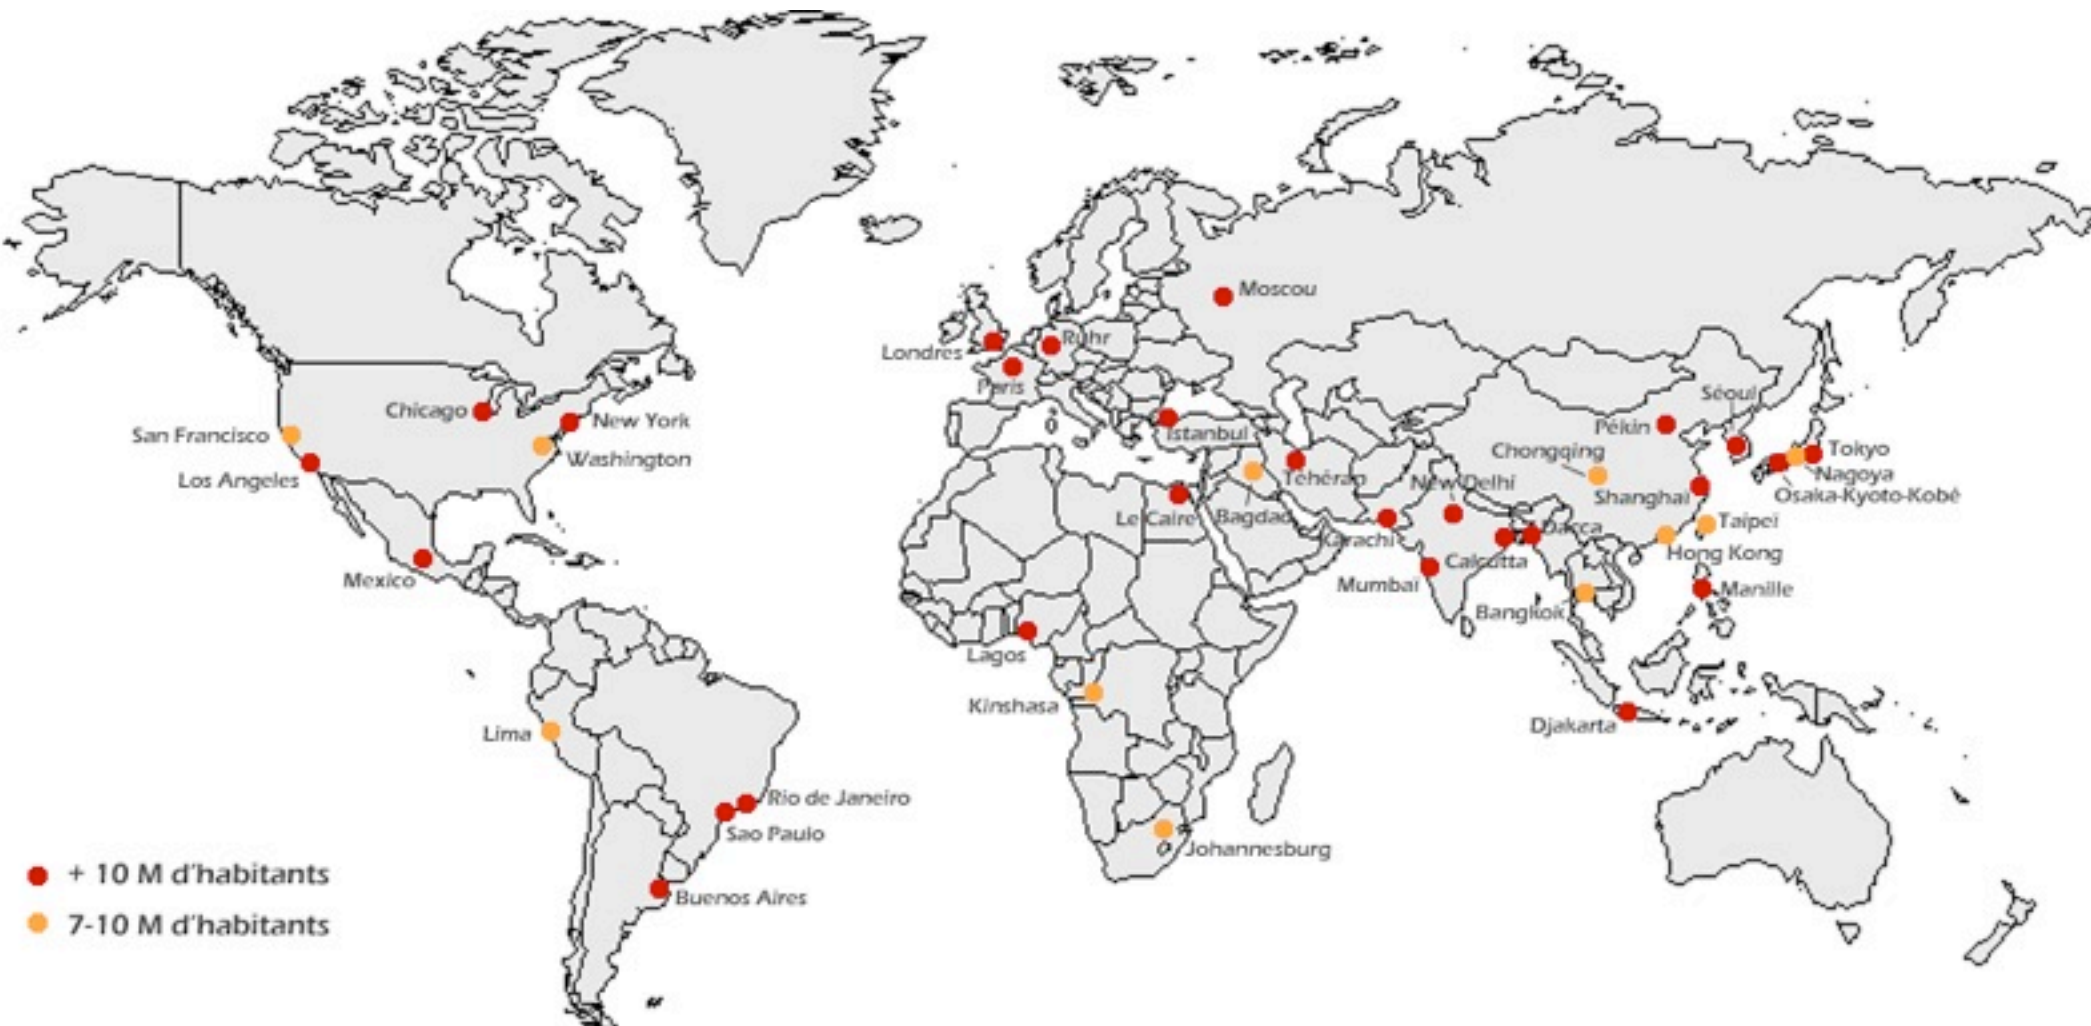 Moscou
Ruhr
Londres
Paris
Séoul
Chicago
New York
Pékin
San Francisco
Istanbul
Washington
Chongqing
Tokyo
Los Angeles
Téhéran
New Delhi
Nagoya
Shanghaï
Osaka-Kyoto-Kobé
Le Caire
Bagdad
Dacca
Taipei
Karachi
Hong Kong
Calcutta
Mexico
Mumbaï
Manille
Bangkok
Lagos
Kinshasa
Djakarta
Lima
Rio de Janeiro
Sao Paulo
Johannesburg
+ 10 M d'habitants
Buenos Aires
7-10 M d'habitants